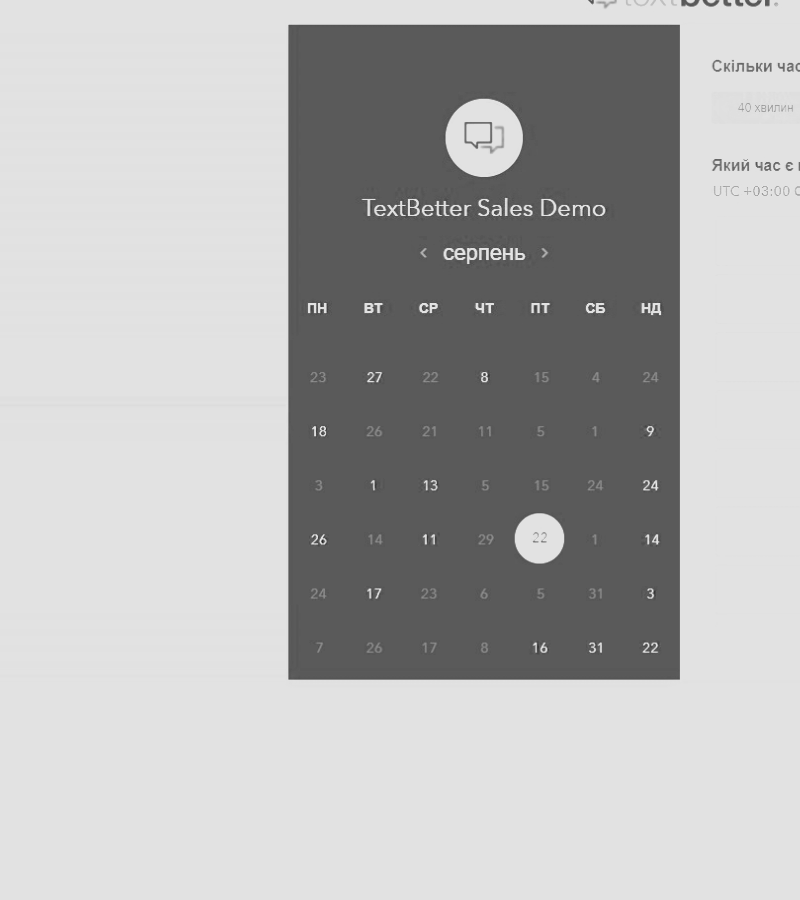 textbetter.
TextBetter Sales Demo
‹ серпень ›
ПН ВТ СР ЧТ ПТ СБ НД
23 27 22 8 15 4 24
18 26 21 11 5 1 9
3 1 13 5 15 24 24
26 14 11 29 22 1 14
24 17 23 6 5 31 3
7 26 17 8 16 31 22
Скільки час
40 хвилин
Який час є
UTC +03:00